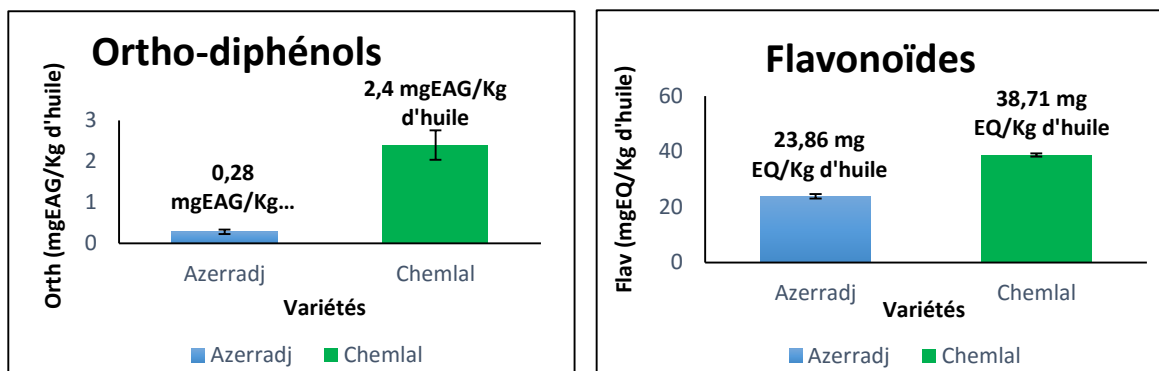 Ortho-diphénols
2,4 mgEAG/Kg
d'huile
0,28
mgEAG/Kg...
Orth (mgEAG/Kg d'huile)
3
2
1
0
Azerradj
Chemlal
Variétés
Azerradj
Chemlal
Flavonoïdes
38,71 mg
EQ/Kg d'huile
23,86 mg
EQ/Kg d'huile
Flav (mgEQ/Kg d'huile)
60
40
20
0
Azerradj
Chemlal
Variétés
Azerradj
Chemlal